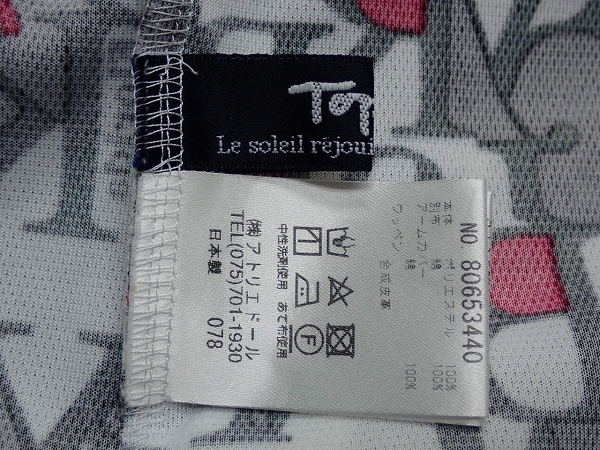 Le soleil réjoui
NO. 80653440
本体 ポリエステル 100%
別布 綿 100%
アームカバー
ワッペン 綿 100%
合成皮革
中性洗剤使用 あて布使用
㈱アトリエドール
TEL(075)701-1930
日本製 078